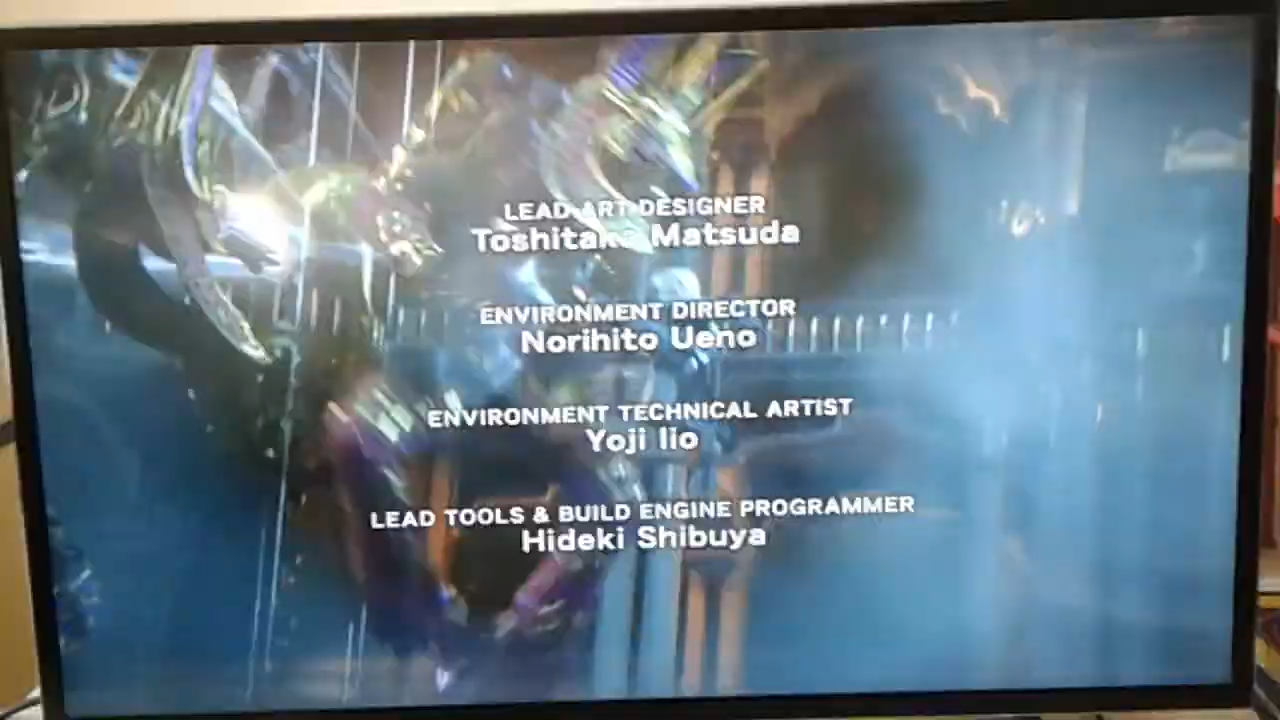 LEAD ART DESIGNER
Toshitaka Matsuda
ENVIRONMENT DIRECTOR
Norihito Ueno
ENVIRONMENT TECHNICAL ARTIST
Yoji Iio
LEAD TOOLS & BUILD ENGINE PROGRAMMER
Hideki Shibuya